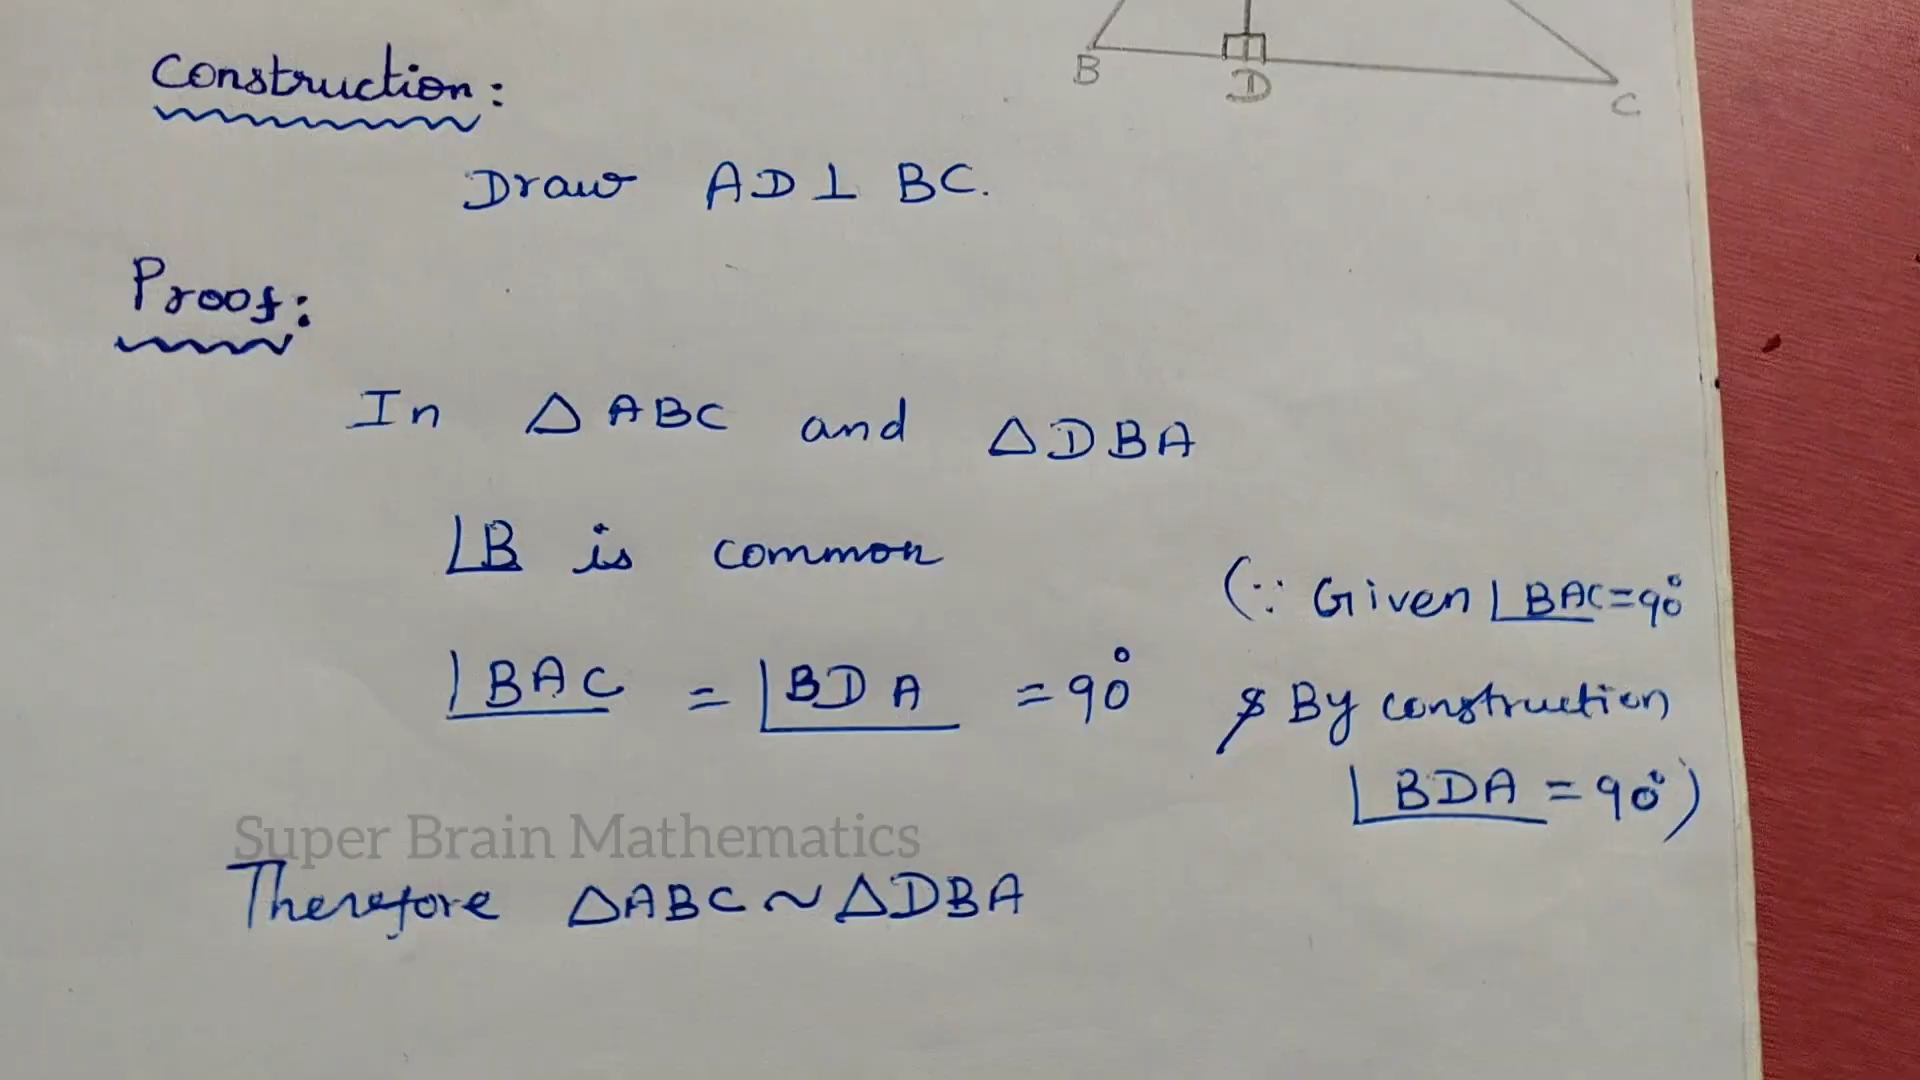 B
D
C
Construction:
Draw AD⊥ BC.
Proof:
In △ABC and △DBA
∠B is common
(∵ Given ∠BAC=90°
∠BAC = ∠BDA = 90°
& By construction
∠BDA = 90°)
Super Brain Mathematics
Therefore △ABC ~ △DBA